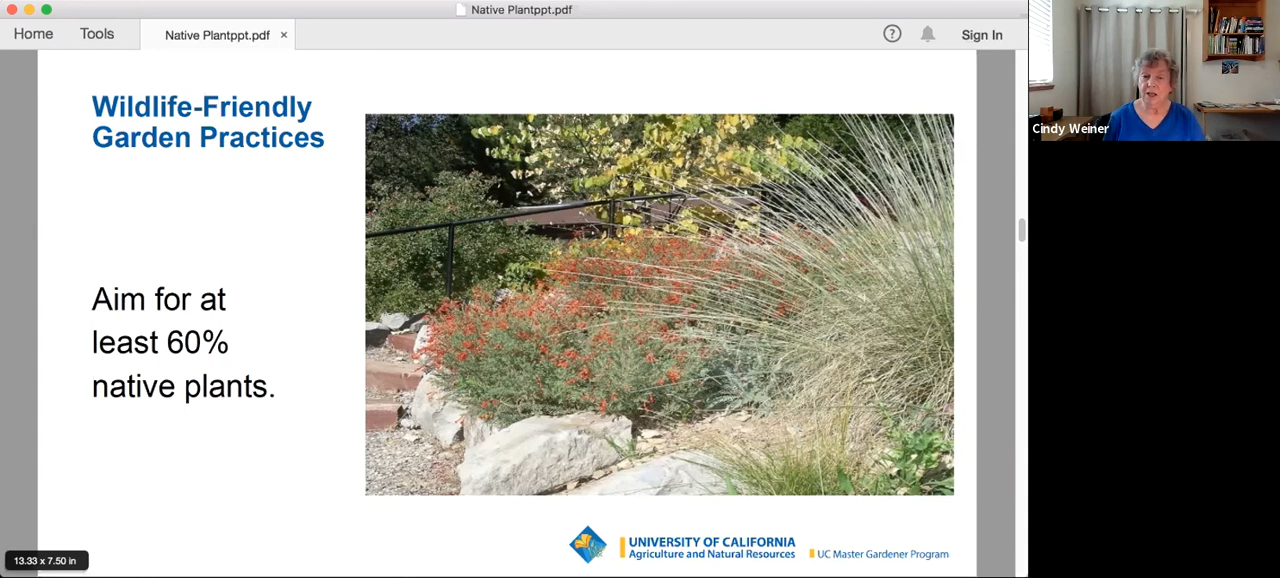 Native Plantppt.pdf
Home
Tools
Native Plantppt.pdf ×
?
Sign In
Cindy Weiner
Wildlife-Friendly
Garden Practices
Aim for at
least 60%
native plants.
UNIVERSITY OF CALIFORNIA
Agriculture and Natural Resources
UC Master Gardener Program
13.33 x 7.50 in